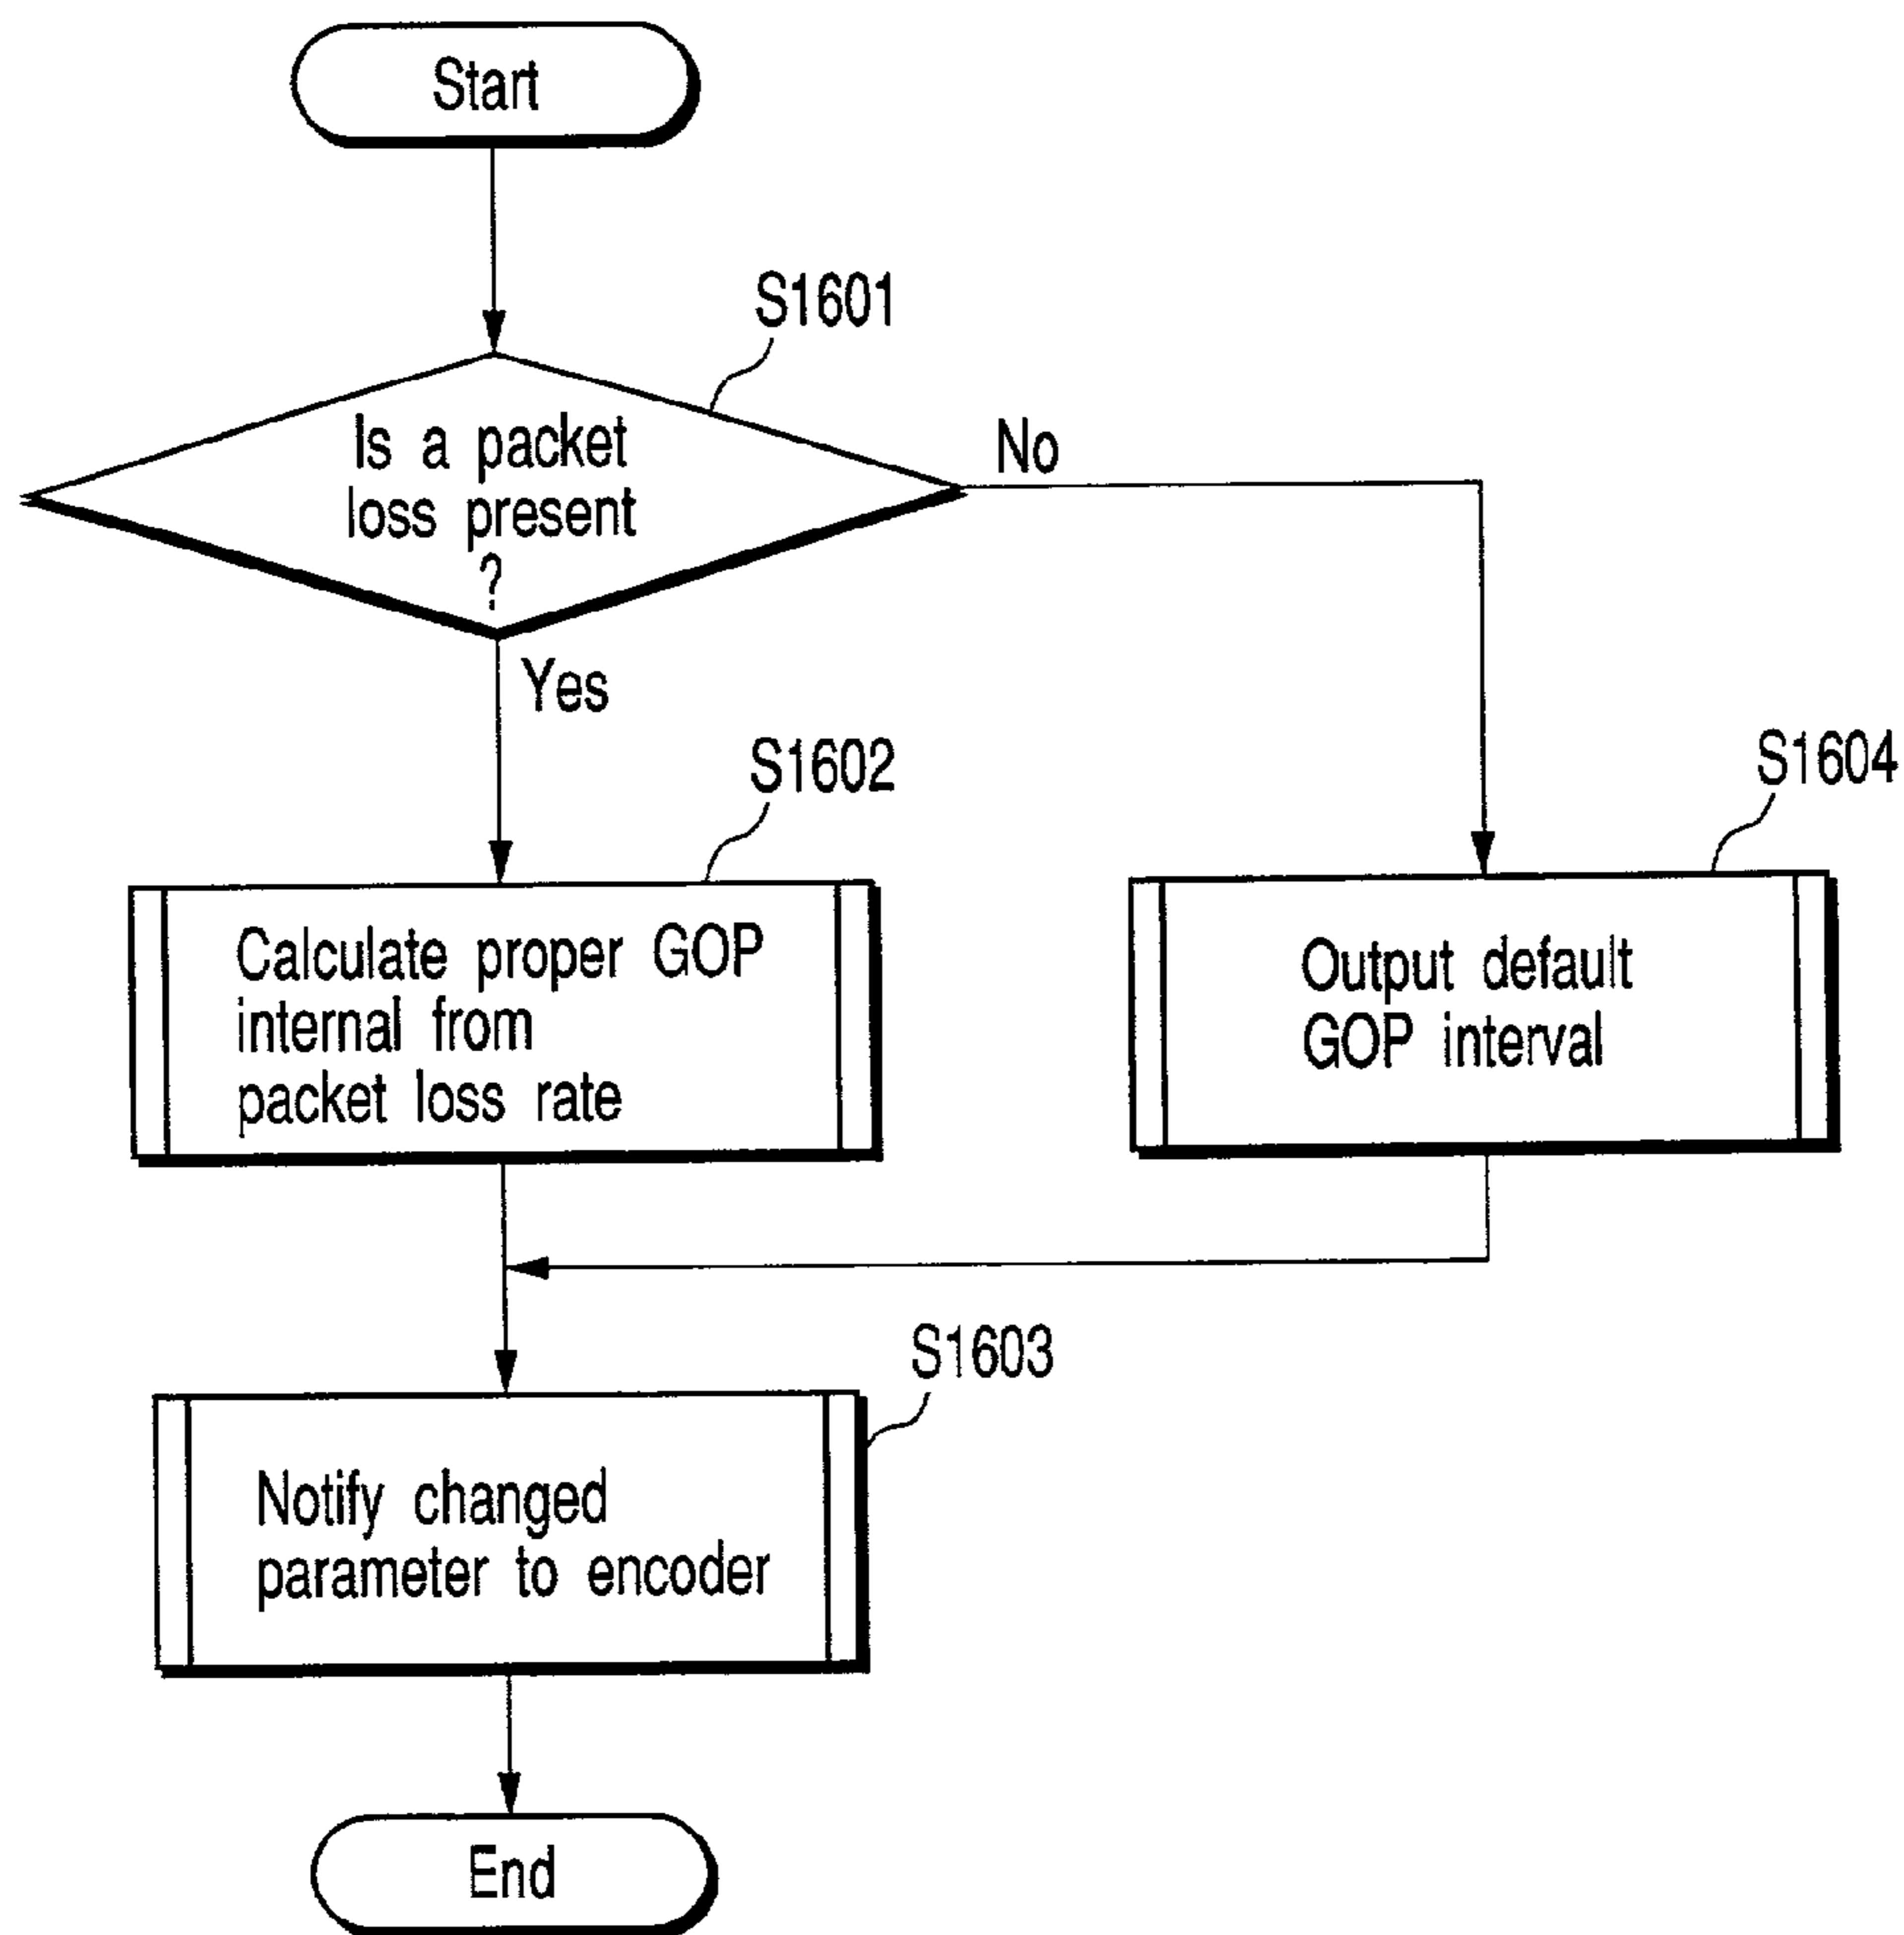 Start
S1601
Is a packet
loss present
?
No
Yes
S1602
S1604
Calculate proper GOP
internal from
packet loss rate
Output default
GOP interval
S1603
Notify changed
parameter to encoder
End